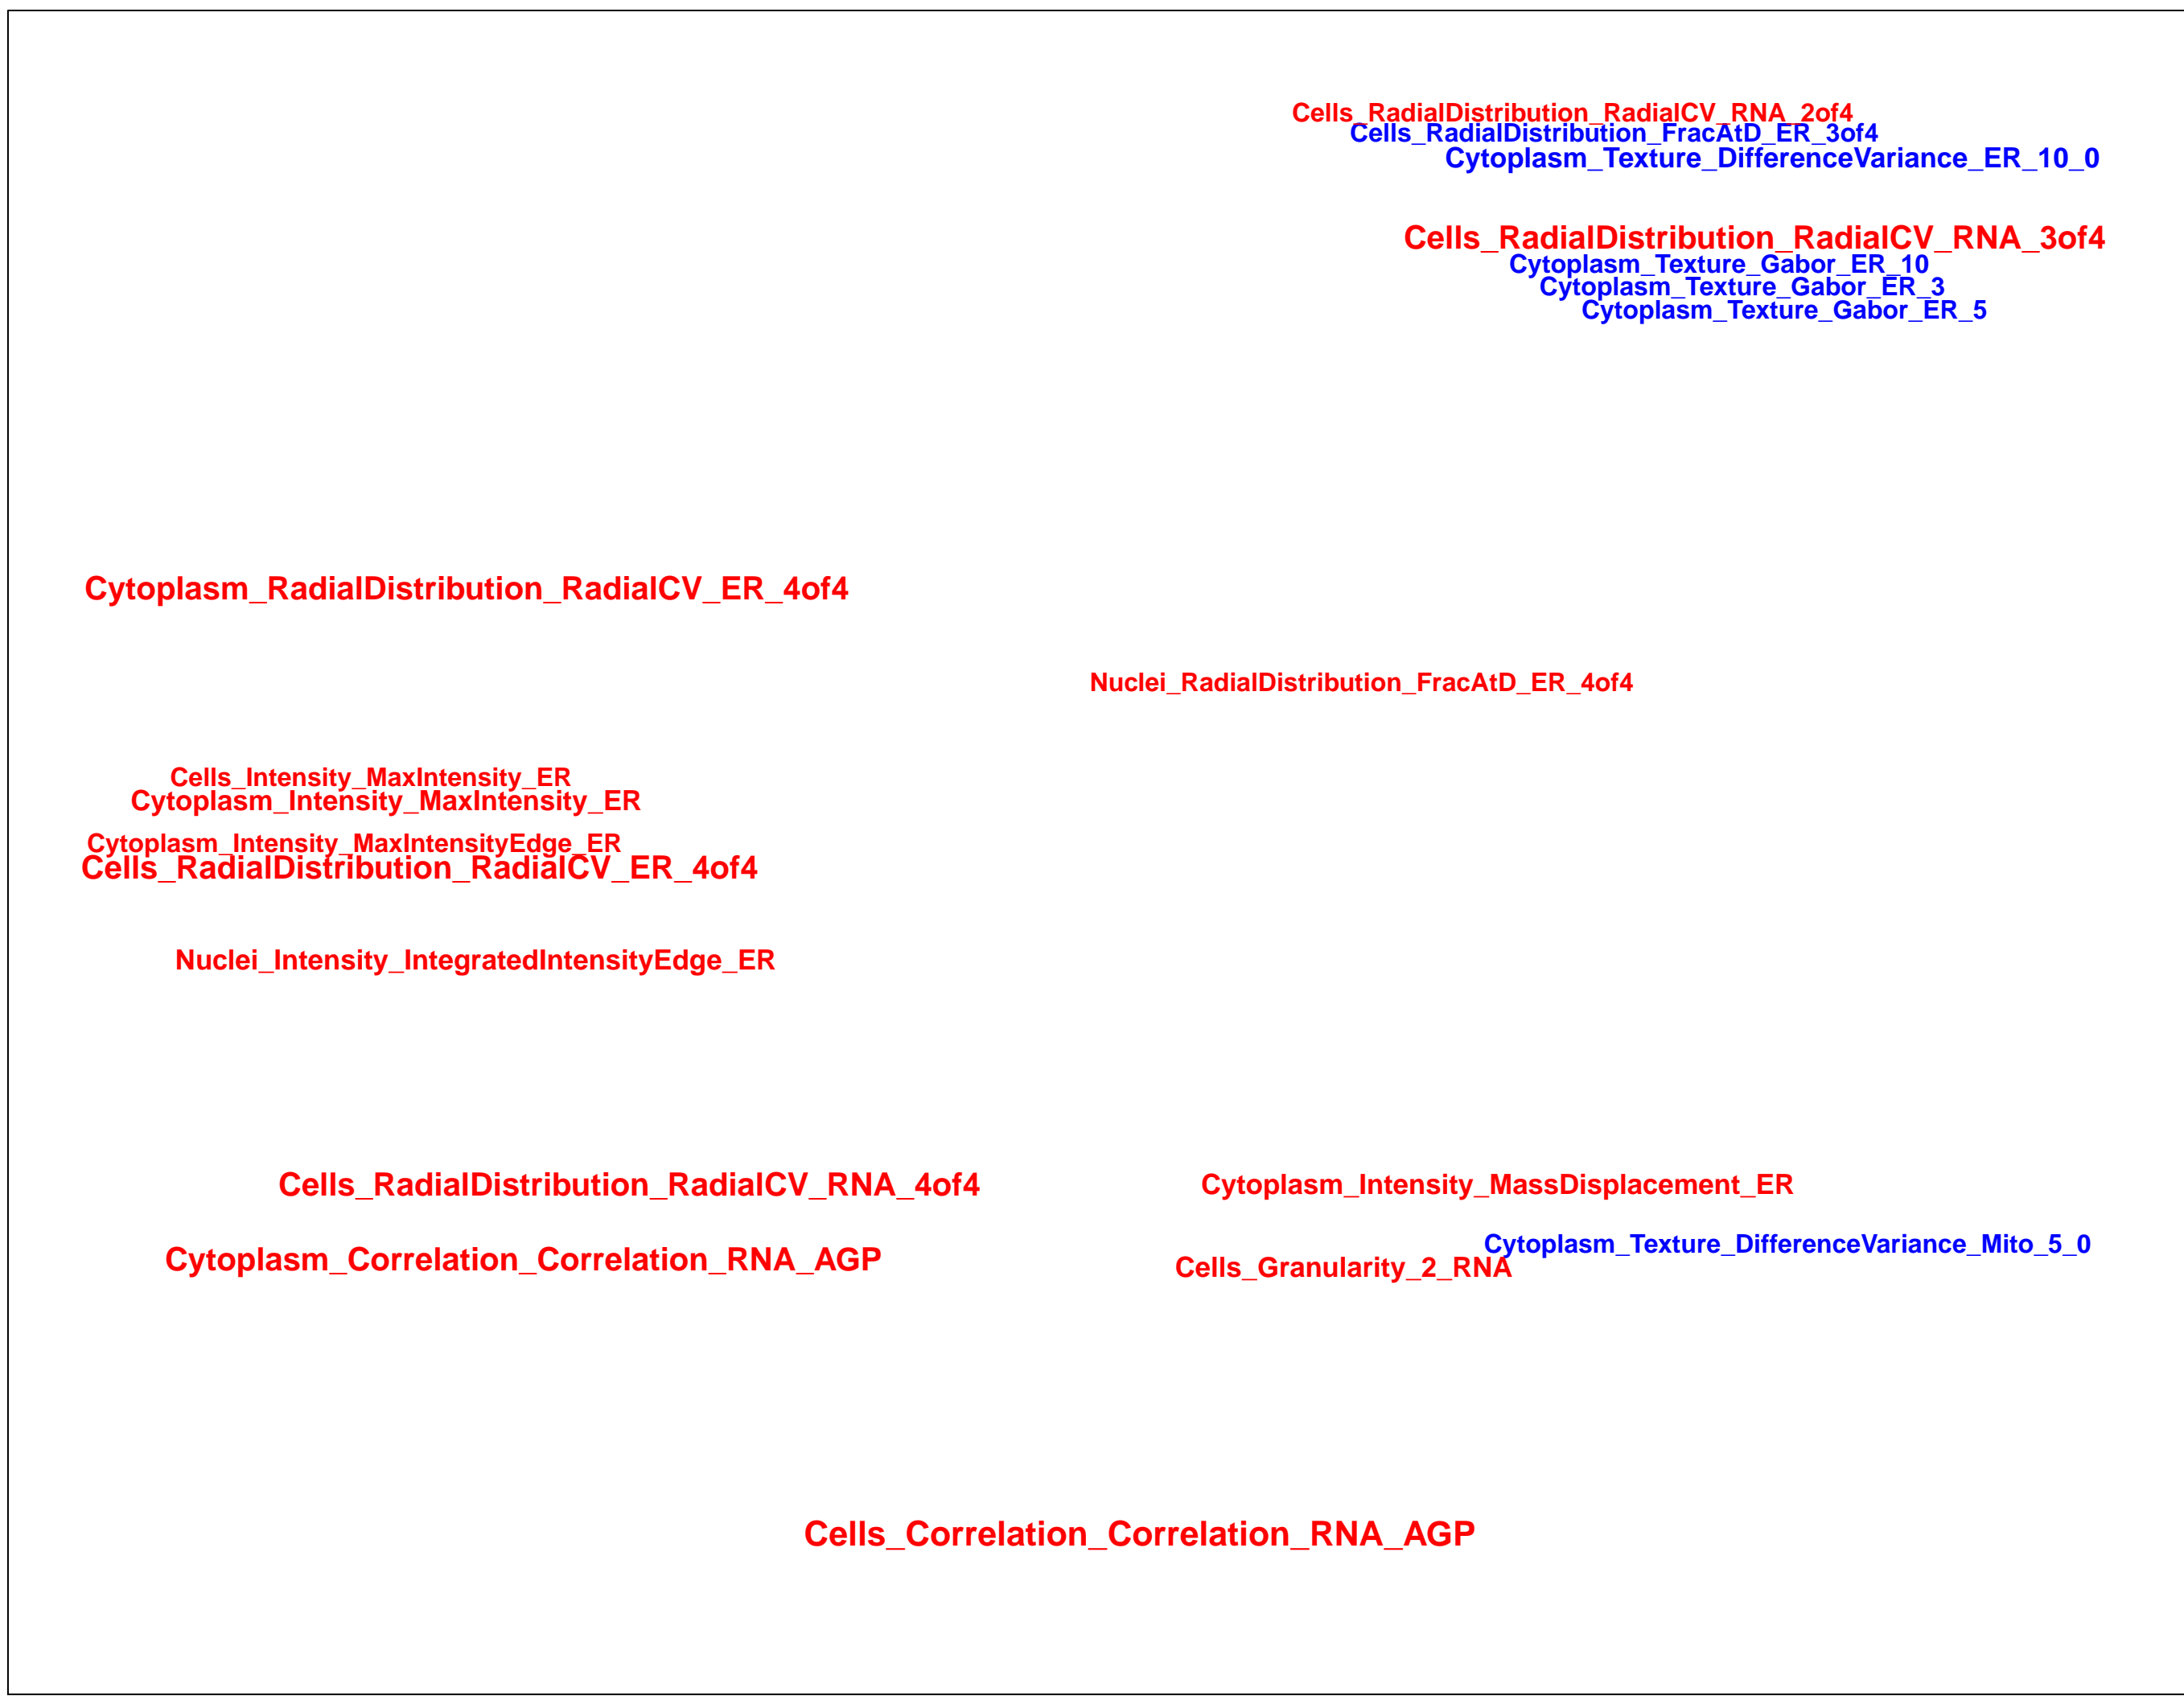 Cells_RadialDistribution_RadialCV_RNA_2of4
Cells_RadialDistribution_FracAtD_ER_3of4
Cytoplasm_Texture_DifferenceVariance_ER_10_0
Cells_RadialDistribution_RadialCV_RNA_3of4
Cytoplasm_Texture_Gabor_ER_10
Cytoplasm_Texture_Gabor_ER_3
Cytoplasm_Texture_Gabor_ER_5
Cytoplasm_RadialDistribution_RadialCV_ER_4of4
Nuclei_RadialDistribution_FracAtD_ER_4of4
Cells_Intensity_MaxIntensity_ER
Cytoplasm_Intensity_MaxIntensity_ER
Cytoplasm_Intensity_MaxIntensityEdge_ER
Cells_RadialDistribution_RadialCV_ER_4of4
Nuclei_Intensity_IntegratedIntensityEdge_ER
Cells_RadialDistribution_RadialCV_RNA_4of4
Cytoplasm_Intensity_MassDisplacement_ER
Cytoplasm_Texture_DifferenceVariance_Mito_5_0
Cytoplasm_Correlation_Correlation_RNA_AGP
Cells_Granularity_2_RNA
Cells_Correlation_Correlation_RNA_AGP